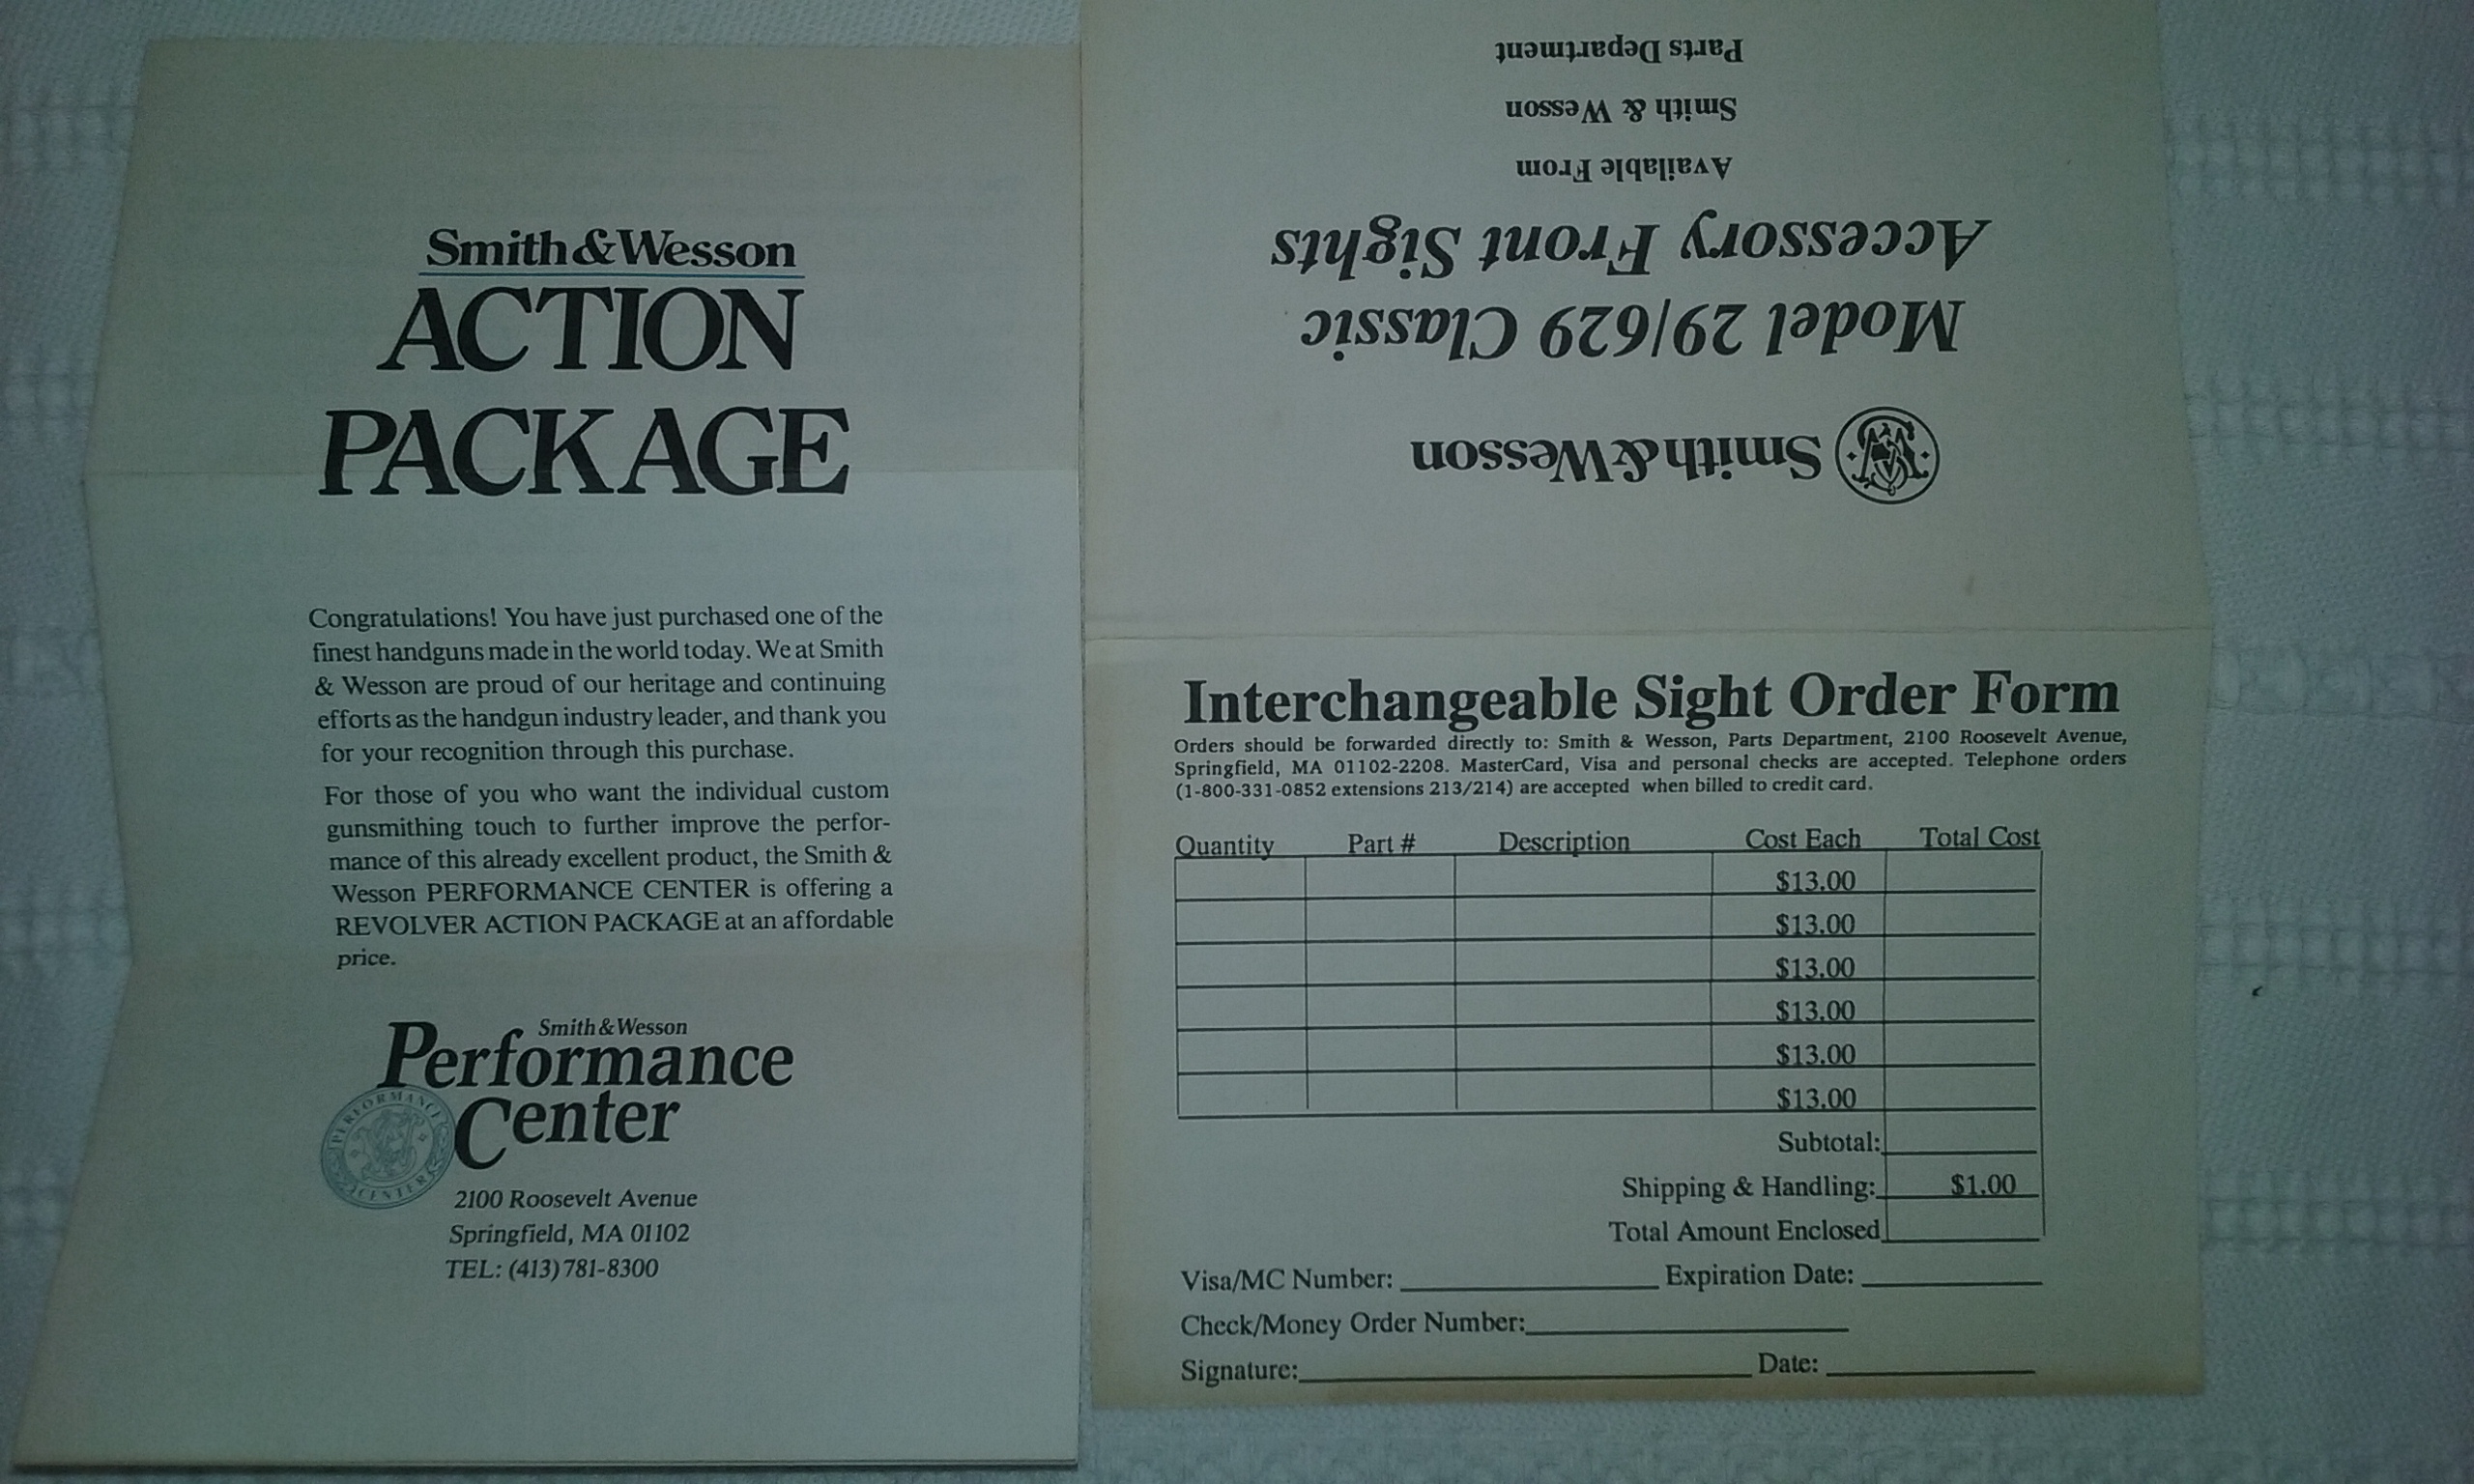 Smith & Wesson
ACTION
PACKAGE
Congratulations! You have just purchased one of the
finest handguns made in the world today. We at Smith
& Wesson are proud of our heritage and continuing
efforts as the handgun industry leader, and thank you
for your recognition through this purchase.
For those of you who want the individual custom
gunsmithing touch to further improve the perfor-
mance of this already excellent product, the Smith &
Wesson PERFORMANCE CENTER is offering a
REVOLVER ACTION PACKAGE at an affordable
price.
Smith & Wesson
Performance
Center
PERFORMANCE
CENTER
2100 Roosevelt Avenue
Springfield, MA 01102
TEL: (413) 781-8300
Smith & Wesson
Model 29/629 Classic
Accessory Front Sights
Available From
Smith & Wesson
Parts Department
Interchangeable Sight Order Form
Orders should be forwarded directly to: Smith & Wesson, Parts Department, 2100 Roosevelt Avenue,
Springfield, MA 01102-2208. MasterCard, Visa and personal checks are accepted. Telephone orders
(1-800-331-0852 extensions 213/214) are accepted when billed to credit card.
Quantity Part # Description Cost Each Total Cost
$13.00
$13.00
$13.00
$13.00
$13.00
$13.00
Subtotal:
Shipping & Handling: $1.00
Total Amount Enclosed
Visa/MC Number: Expiration Date:
Check/Money Order Number:
Signature: Date: